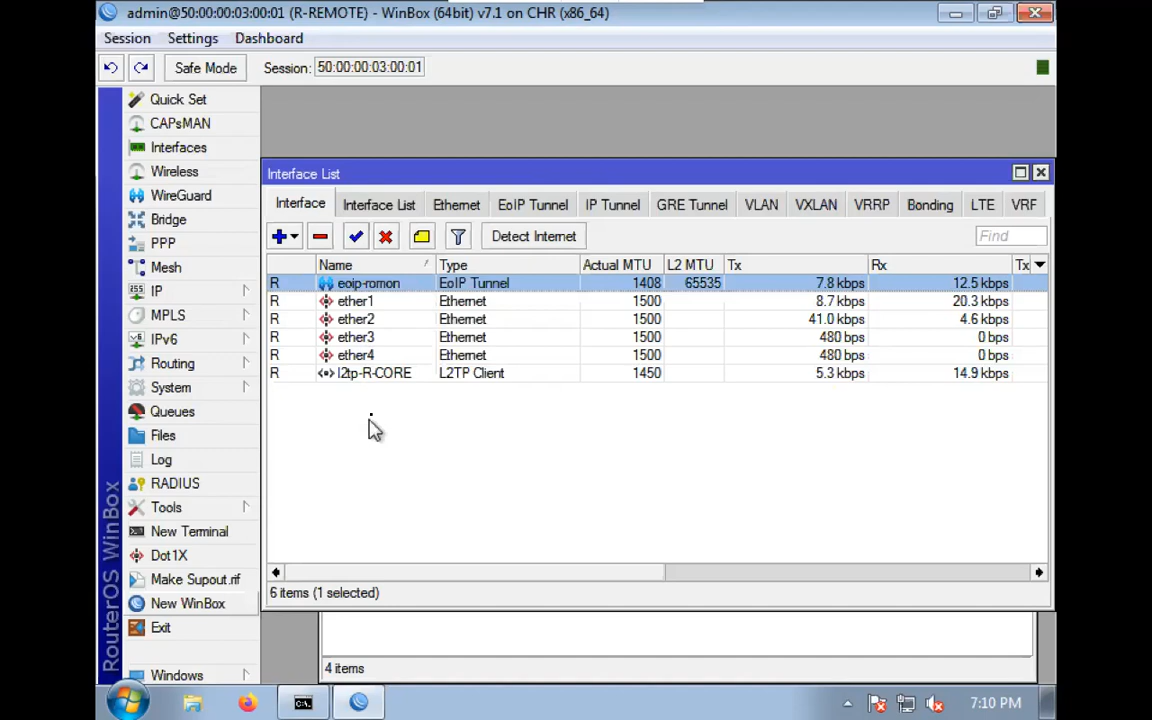 admin@50:00:00:03:00:01 (R-REMOTE) - WinBox (64bit) v7.1 on CHR (x86_64)
Session Settings Dashboard
Safe Mode Session: 50:00:00:03:00:01
Quick Set
CAPsMAN
Interfaces
Wireless
WireGuard
Bridge
PPP
Mesh
255 IP
MPLS
v6 IPv6
Routing
System
Queues
Files
Log
RADIUS
Tools
New Terminal
Dot1X
Make Supout.rif
New WinBox
Exit
Windows
RouterOS WinBox
Interface List
Interface Interface List Ethernet EoIP Tunnel IP Tunnel GRE Tunnel VLAN VXLAN VRRP Bonding LTE VRF
Detect Internet Find
Name Type Actual MTU L2 MTU Tx Rx Tx
R eoip-romon EoIP Tunnel 1408 65535 7.8 kbps 12.5 kbps
R ether1 Ethernet 1500 8.7 kbps 20.3 kbps
R ether2 Ethernet 1500 41.0 kbps 4.6 kbps
R ether3 Ethernet 1500 480 bps 0 bps
R ether4 Ethernet 1500 480 bps 0 bps
R l2tp-R-CORE L2TP Client 1450 5.3 kbps 14.9 kbps
6 items (1 selected)
4 items
7:10 PM